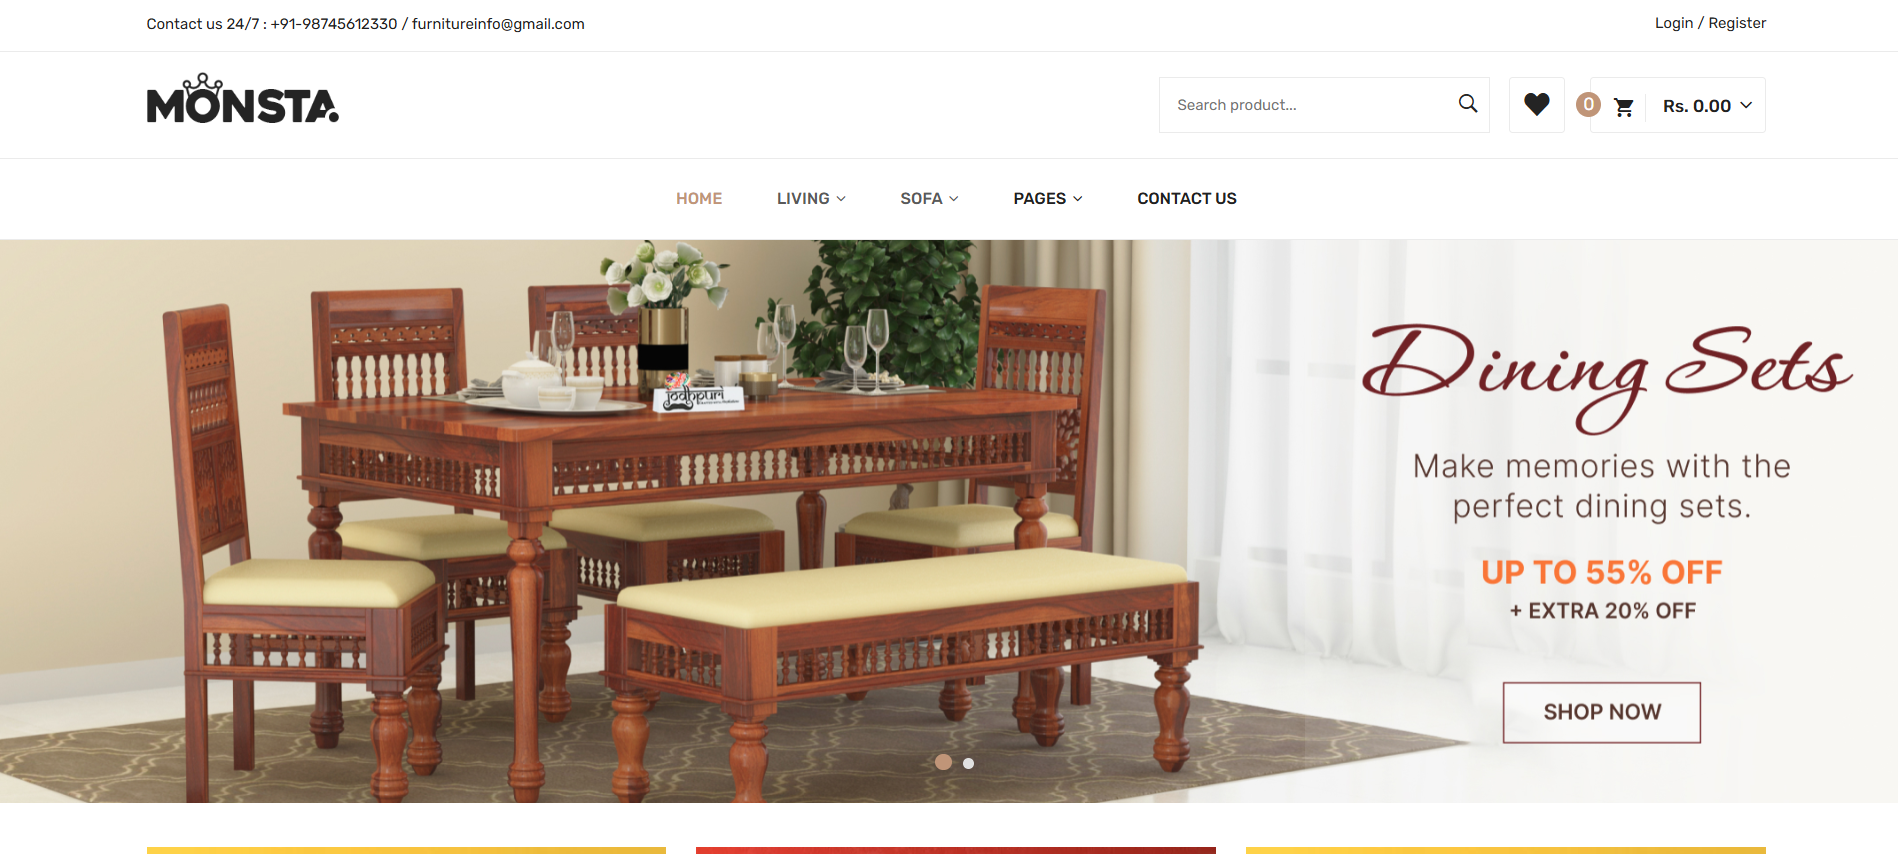 Contact us 24/7 : +91-98745612330 / furnitureinfo@gmail.com
Login / Register
MONSTA.
Search product...
0
Rs. 0.00
HOME
LIVING
SOFA
PAGES
CONTACT US
jodhpuri
Dining Sets
Make memories with the
perfect dining sets.
UP TO 55% OFF
+ EXTRA 20% OFF
SHOP NOW